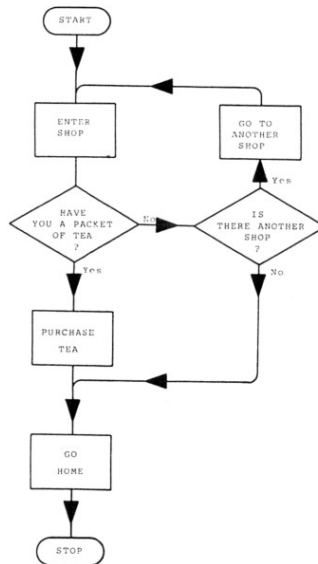 START
ENTER
SHOP
GO TO
ANOTHER
SHOP
Yes
HAVE
YOU A PACKET
OF TEA
?
No
IS
THERE ANOTHER
SHOP
?
Yes
No
PURCHASE
TEA
GO
HOME
STOP